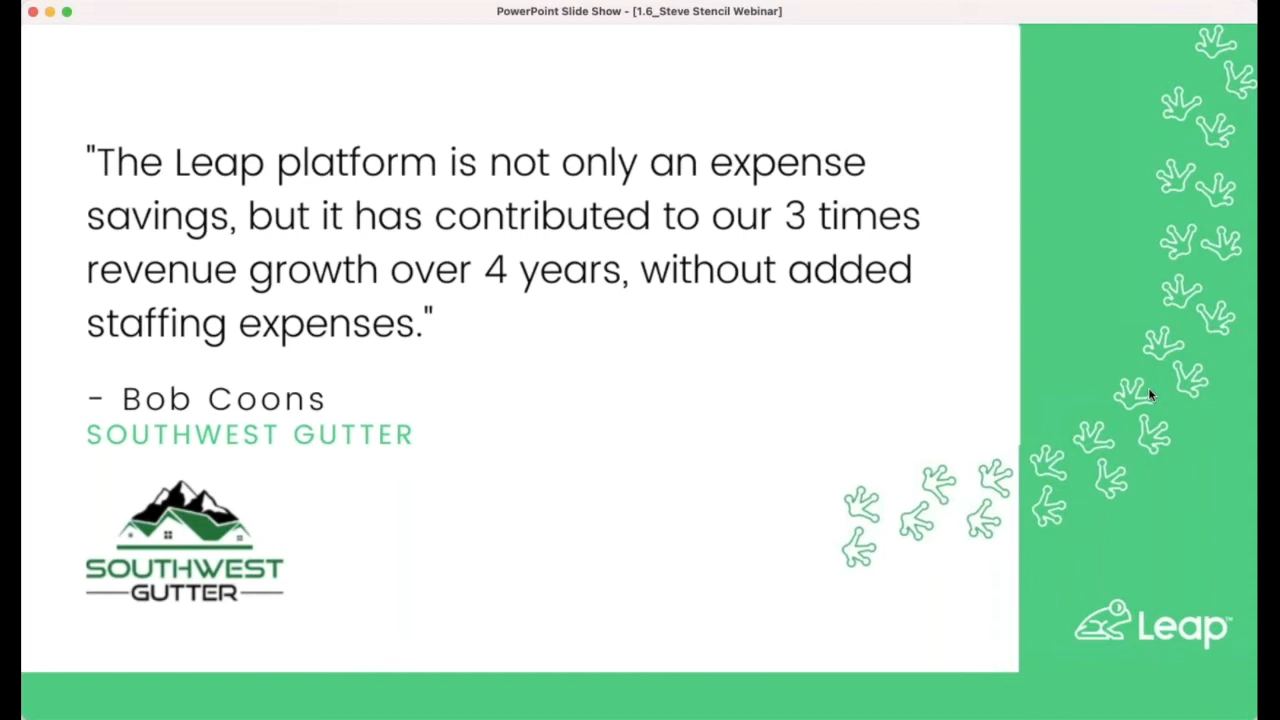 PowerPoint Slide Show - [1.6_Steve Stencil Webinar]
"The Leap platform is not only an expense
savings, but it has contributed to our 3 times
revenue growth over 4 years, without added
staffing expenses."
- Bob Coons
SOUTHWEST GUTTER
SOUTHWEST
GUTTER
Leap™